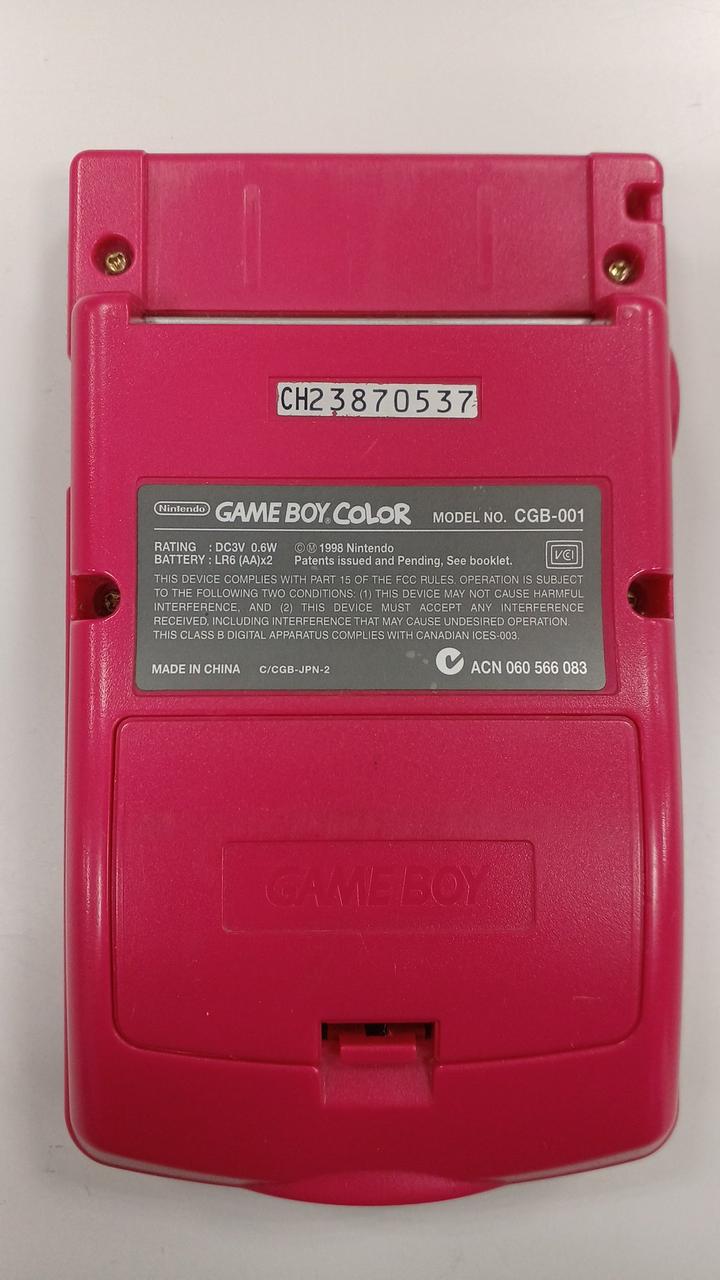 CH23870537
Nintendo GAME BOY COLOR MODEL NO. CGB-001
RATING : DC3V 0.6W ©Ⓜ 1998 Nintendo
BATTERY : LR6 (AA)x2 Patents issued and Pending, See booklet. VCI
THIS DEVICE COMPLIES WITH PART 15 OF THE FCC RULES. OPERATION IS SUBJECT
TO THE FOLLOWING TWO CONDITIONS: (1) THIS DEVICE MAY NOT CAUSE HARMFUL
INTERFERENCE, AND (2) THIS DEVICE MUST ACCEPT ANY INTERFERENCE
RECEIVED, INCLUDING INTERFERENCE THAT MAY CAUSE UNDESIRED OPERATION.
THIS CLASS B DIGITAL APPARATUS COMPLIES WITH CANADIAN ICES-003.
MADE IN CHINA C/CGB-JPN-2 ACN 060 566 083
GAME BOY